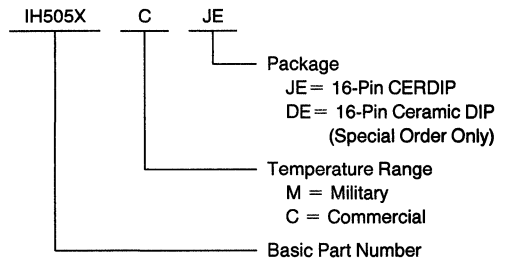 IH505X C JE
Package
JE = 16-Pin CERDIP
DE = 16-Pin Ceramic DIP
(Special Order Only)
Temperature Range
M = Military
C = Commercial
Basic Part Number